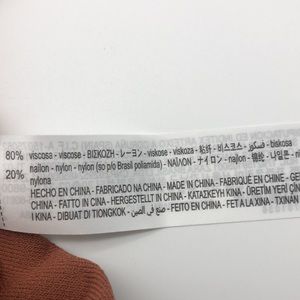 80% viscosa - viscose - ΒΙΣΚΟΖΗ - レーヨン - viskose - viskoza - 粘纤 - 비스코스 - فسكوز - biskosa
20% nailon - nylon - nylon (so p/o Brasil poliamida) - ΝΑΪΛΟΝ - ナイロン - najlon - 锦纶 - 나일론 -
nylona
HECHO EN CHINA - FABRICADO NA CHINA - MADE IN CHINA - FABRIQUÉ EN CHINE - GE
CHINA - FATTO IN CINA - HERGESTELLT IN CHINA - ΚΑΤΑΣΚΕΥΗ ΚΙΝΑ - ÜRETİM YERİ ÇİN
I KINA - DIBUAT DI TIONGKOK - صنع في الصين - FEITO EN CHINA - FET A LA XINA - TXINAN